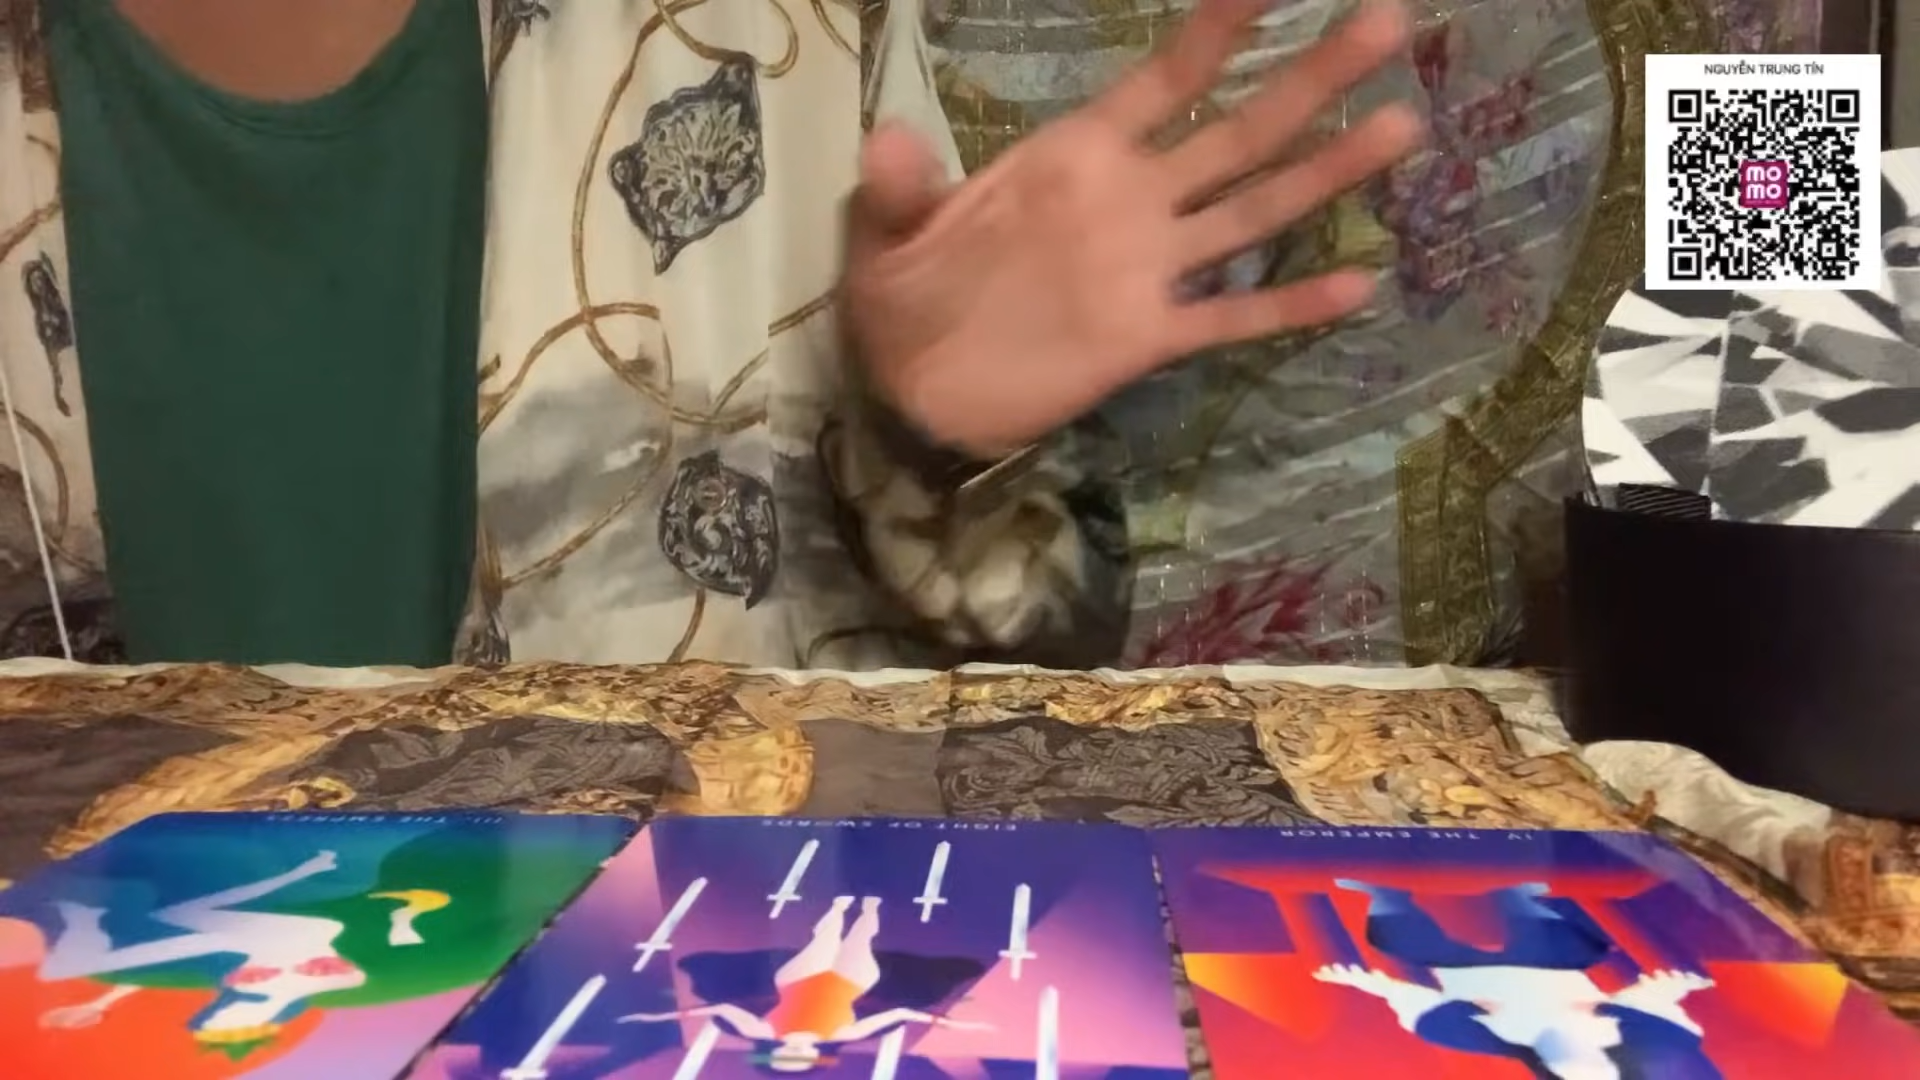 NGUYỄN TRUNG TÍN
mo
mo
III. THE EMPRESS
EIGHT OF SWORDS
IV. THE EMPEROR